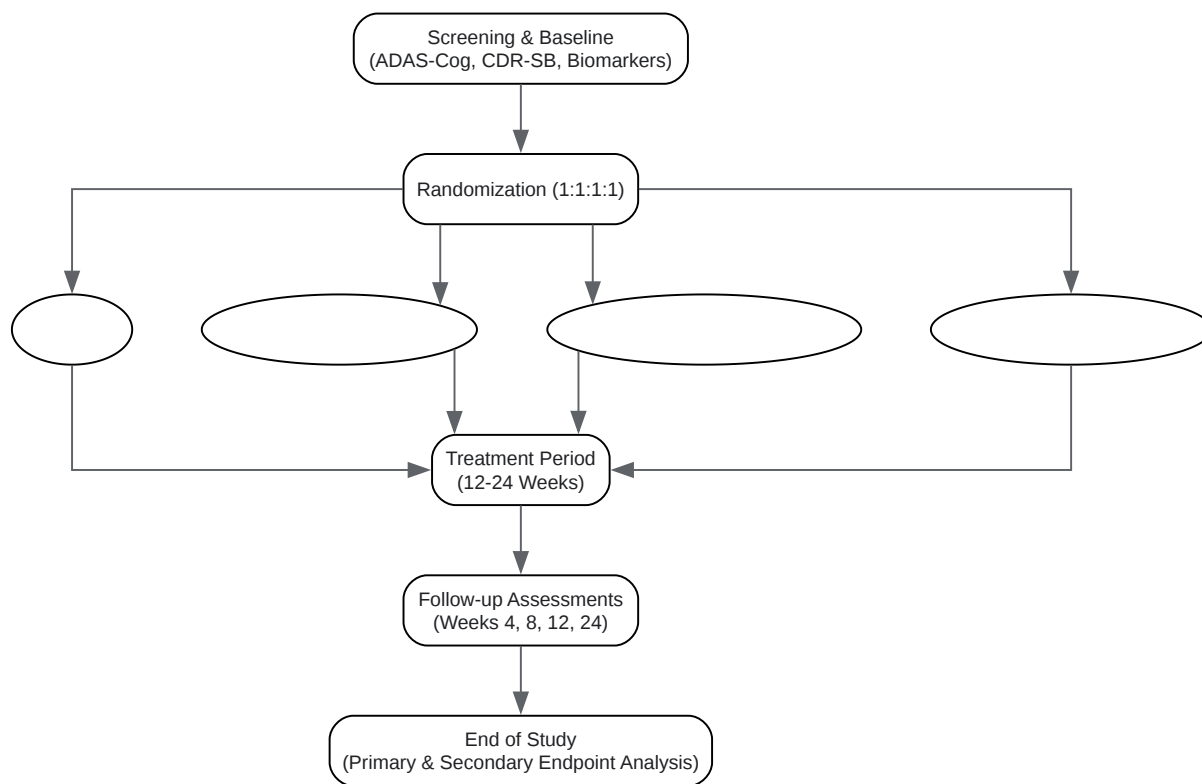 Screening & Baseline
(ADAS-Cog, CDR-SB, Biomarkers)
Randomization (1:1:1:1)
Treatment Period
(12-24 Weeks)
Follow-up Assessments
(Weeks 4, 8, 12, 24)
End of Study
(Primary & Secondary Endpoint Analysis)